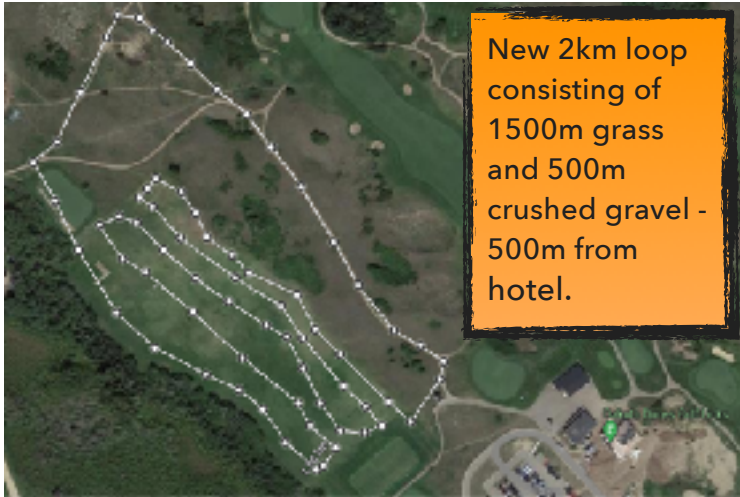 New 2km loop
consisting of
1500m grass
and 500m
crushed gravel -
500m from
hotel.